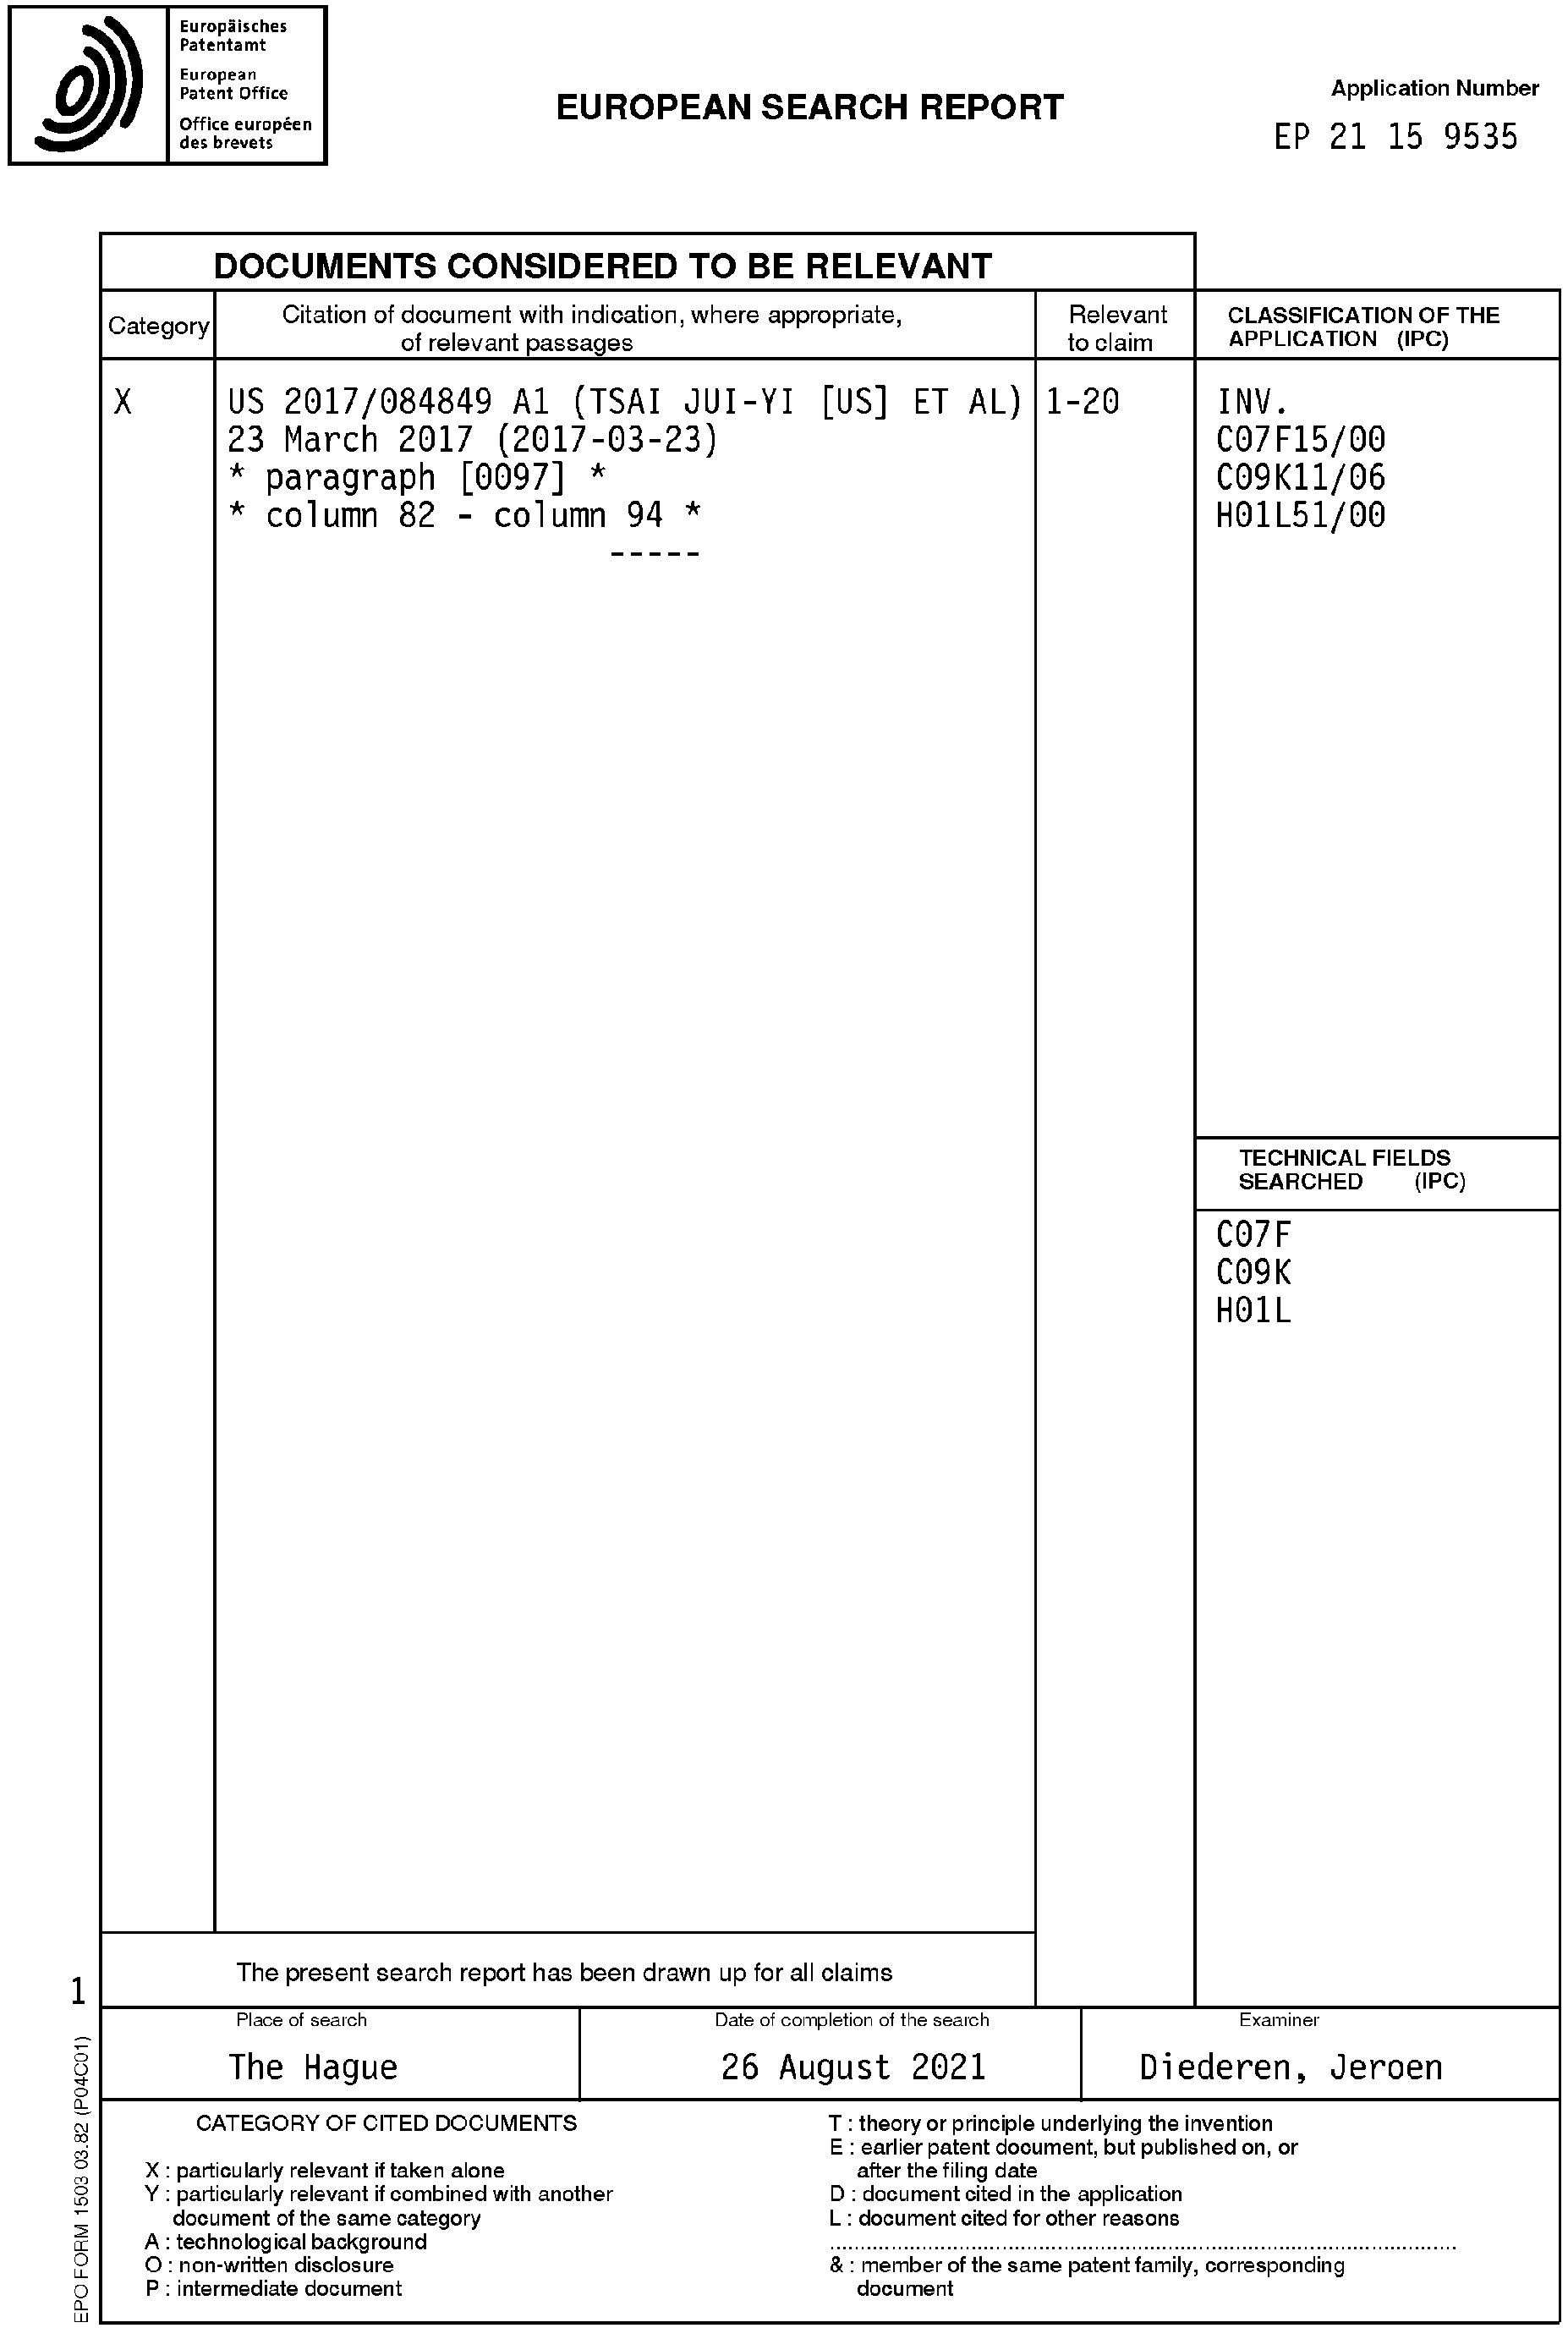 Europäisches
Patentamt
European
Patent Office
Office européen
des brevets
EUROPEAN SEARCH REPORT
Application Number
EP 21 15 9535
DOCUMENTS CONSIDERED TO BE RELEVANT
Category
Citation of document with indication, where appropriate,
of relevant passages
Relevant
to claim
CLASSIFICATION OF THE
APPLICATION (IPC)
X
US 2017/084849 A1 (TSAI JUI-YI [US] ET AL)
23 March 2017 (2017-03-23)
* paragraph [0097] *
* column 82 - column 94 *
-----
1-20
INV.
C07F15/00
C09K11/06
H01L51/00
TECHNICAL FIELDS
SEARCHED (IPC)
C07F
C09K
H01L
The present search report has been drawn up for all claims
1
Place of search
The Hague
Date of completion of the search
26 August 2021
Examiner
Diederen, Jeroen
CATEGORY OF CITED DOCUMENTS
X : particularly relevant if taken alone
Y : particularly relevant if combined with another
document of the same category
A : technological background
O : non-written disclosure
P : intermediate document
T : theory or principle underlying the invention
E : earlier patent document, but published on, or
after the filing date
D : document cited in the application
L : document cited for other reasons
& : member of the same patent family, corresponding
document
EPO FORM 1503 03.82 (P04C01)